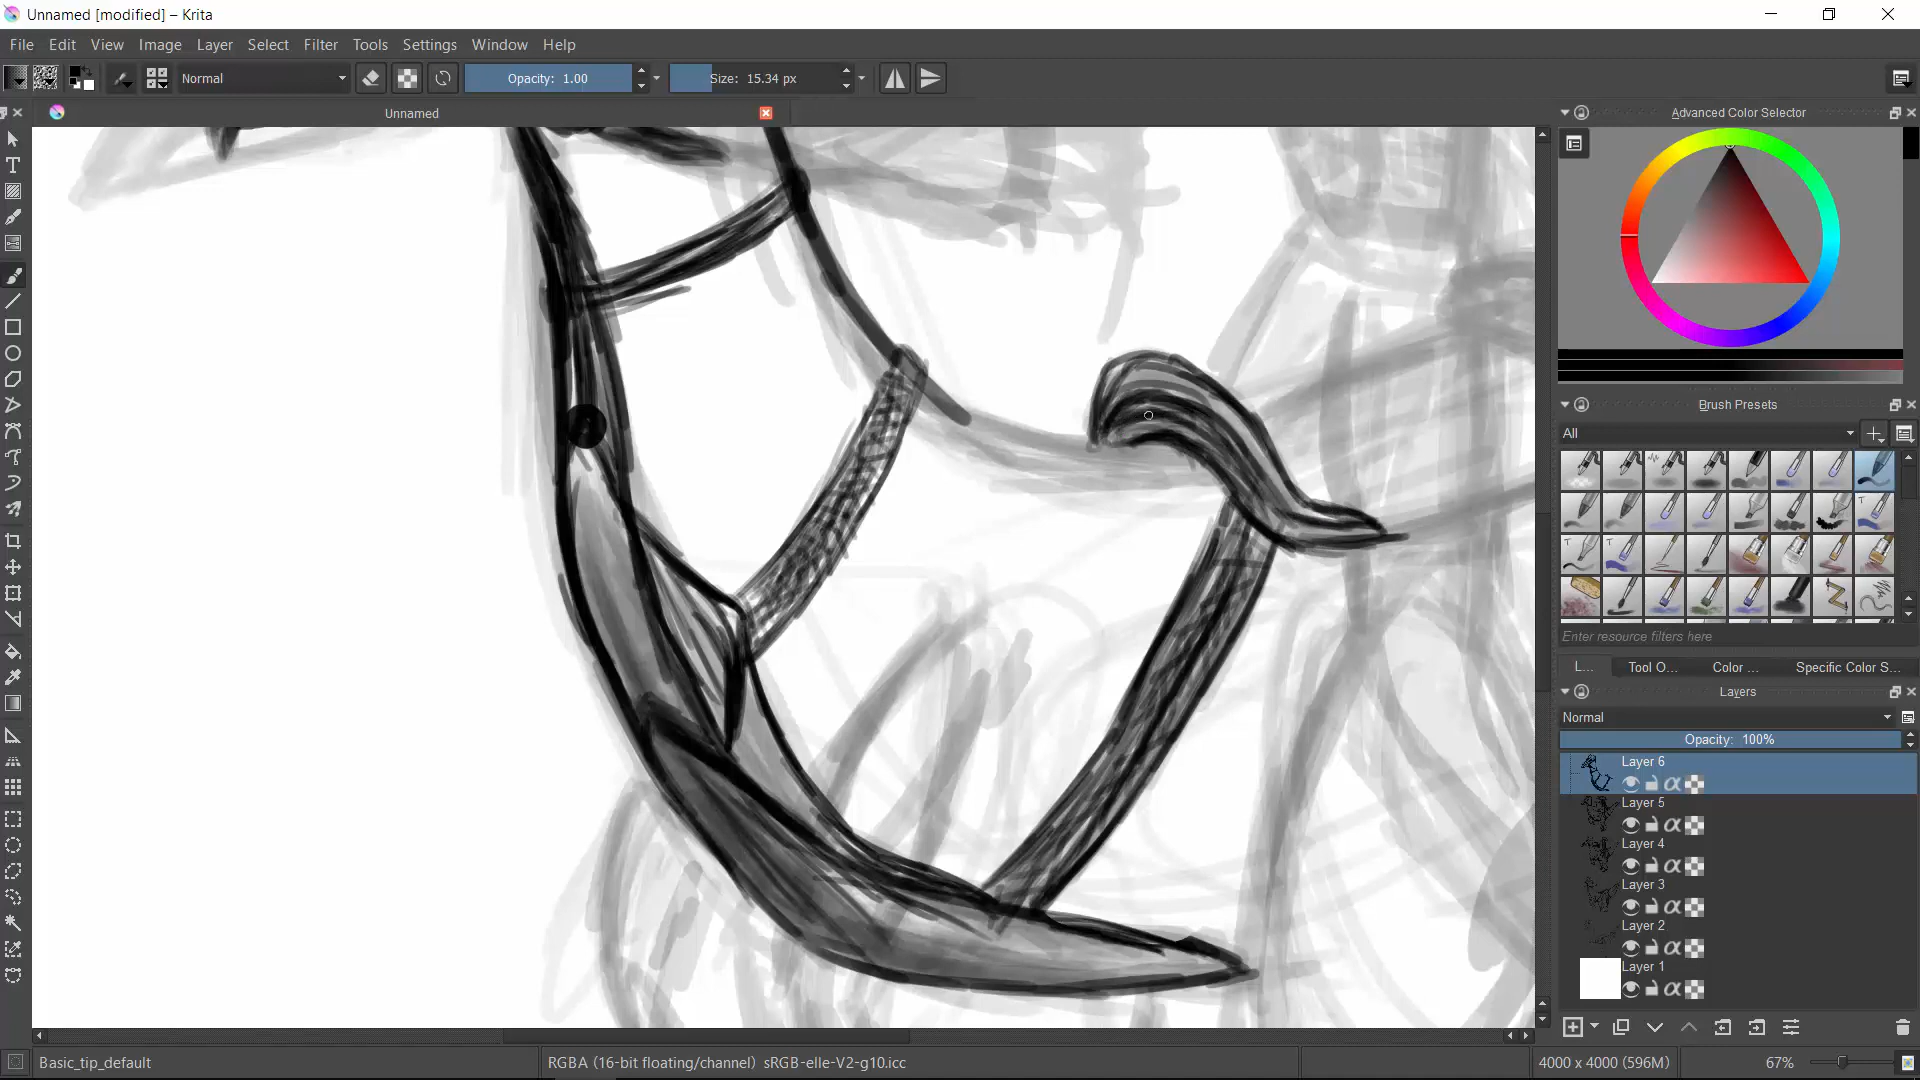 Unnamed [modified] – Krita
File Edit View Image Layer Select Filter Tools Settings Window Help
Normal
Opacity: 1.00
Size: 15.34 px
Unnamed
Advanced Color Selector
Brush Presets
All
Enter resource filters here
L... Tool O... Color ... Specific Color S...
Layers
Normal
Opacity: 100%
Layer 6
Layer 5
Layer 4
Layer 3
Layer 2
Layer 1
Basic_tip_default
RGBA (16-bit floating/channel) sRGB-elle-V2-g10.icc
4000 x 4000 (596M)
67%